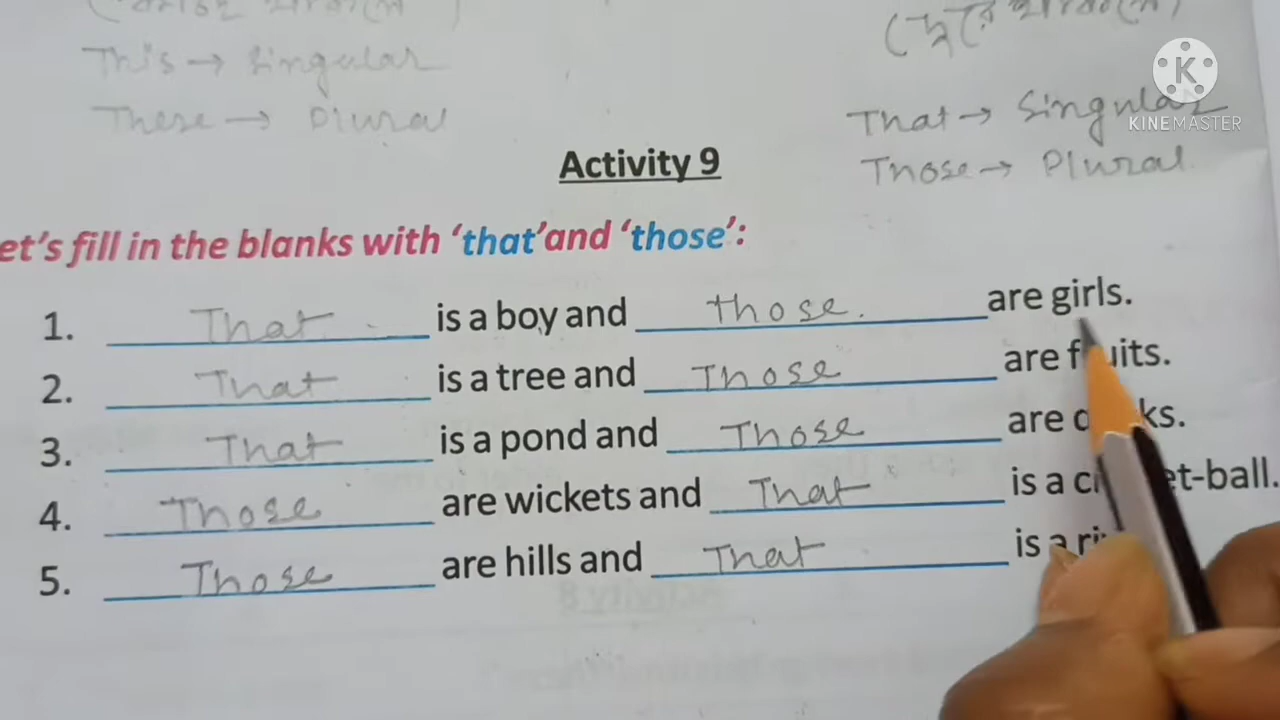 (দূরে থাকলে)
This → Singular
These → Plural
That → Singular
Those → Plural
KINEMASTER
Activity 9
et's fill in the blanks with 'that'and 'those':
1. That is a boy and those. are girls.
2. That is a tree and Those are fruits.
3. That is a pond and Those are ks.
4. Those are wickets and That is a et-ball.
5. Those are hills and That is a